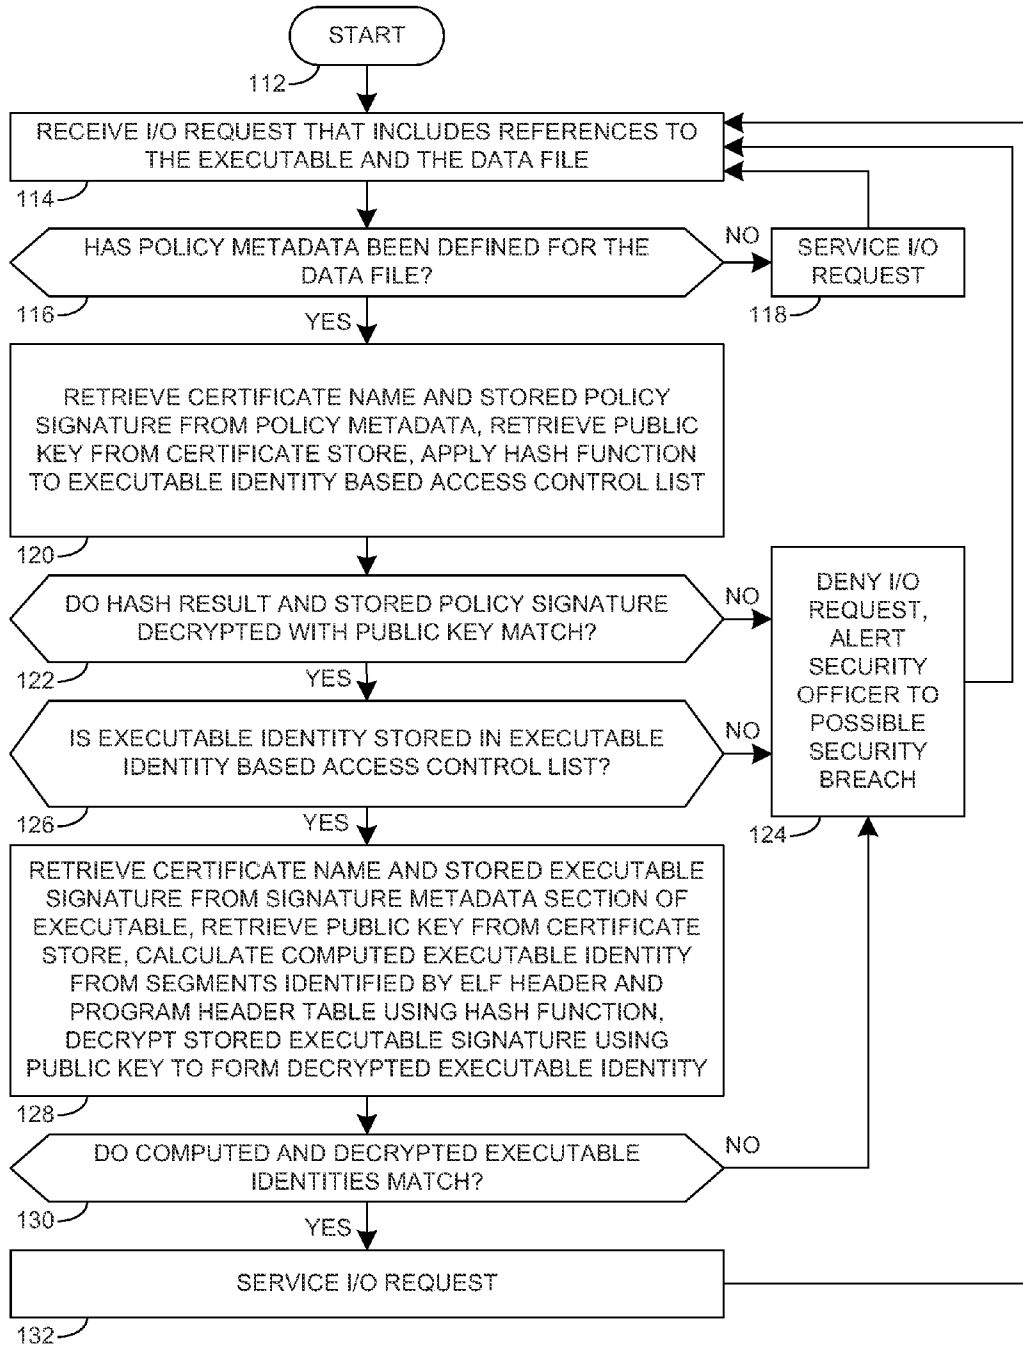 START
112
RECEIVE I/O REQUEST THAT INCLUDES REFERENCES TO
THE EXECUTABLE AND THE DATA FILE
114
HAS POLICY METADATA BEEN DEFINED FOR THE
DATA FILE?
116
NO
SERVICE I/O
REQUEST
118
YES
RETRIEVE CERTIFICATE NAME AND STORED POLICY
SIGNATURE FROM POLICY METADATA, RETRIEVE PUBLIC
KEY FROM CERTIFICATE STORE, APPLY HASH FUNCTION
TO EXECUTABLE IDENTITY BASED ACCESS CONTROL LIST
120
DO HASH RESULT AND STORED POLICY SIGNATURE
DECRYPTED WITH PUBLIC KEY MATCH?
122
NO
YES
IS EXECUTABLE IDENTITY STORED IN EXECUTABLE
IDENTITY BASED ACCESS CONTROL LIST?
126
NO
DENY I/O
REQUEST,
ALERT
SECURITY
OFFICER TO
POSSIBLE
SECURITY
BREACH
124
YES
RETRIEVE CERTIFICATE NAME AND STORED EXECUTABLE
SIGNATURE FROM SIGNATURE METADATA SECTION OF
EXECUTABLE, RETRIEVE PUBLIC KEY FROM CERTIFICATE
STORE, CALCULATE COMPUTED EXECUTABLE IDENTITY
FROM SEGMENTS IDENTIFIED BY ELF HEADER AND
PROGRAM HEADER TABLE USING HASH FUNCTION,
DECRYPT STORED EXECUTABLE SIGNATURE USING
PUBLIC KEY TO FORM DECRYPTED EXECUTABLE IDENTITY
128
DO COMPUTED AND DECRYPTED EXECUTABLE
IDENTITIES MATCH?
130
NO
YES
SERVICE I/O REQUEST
132